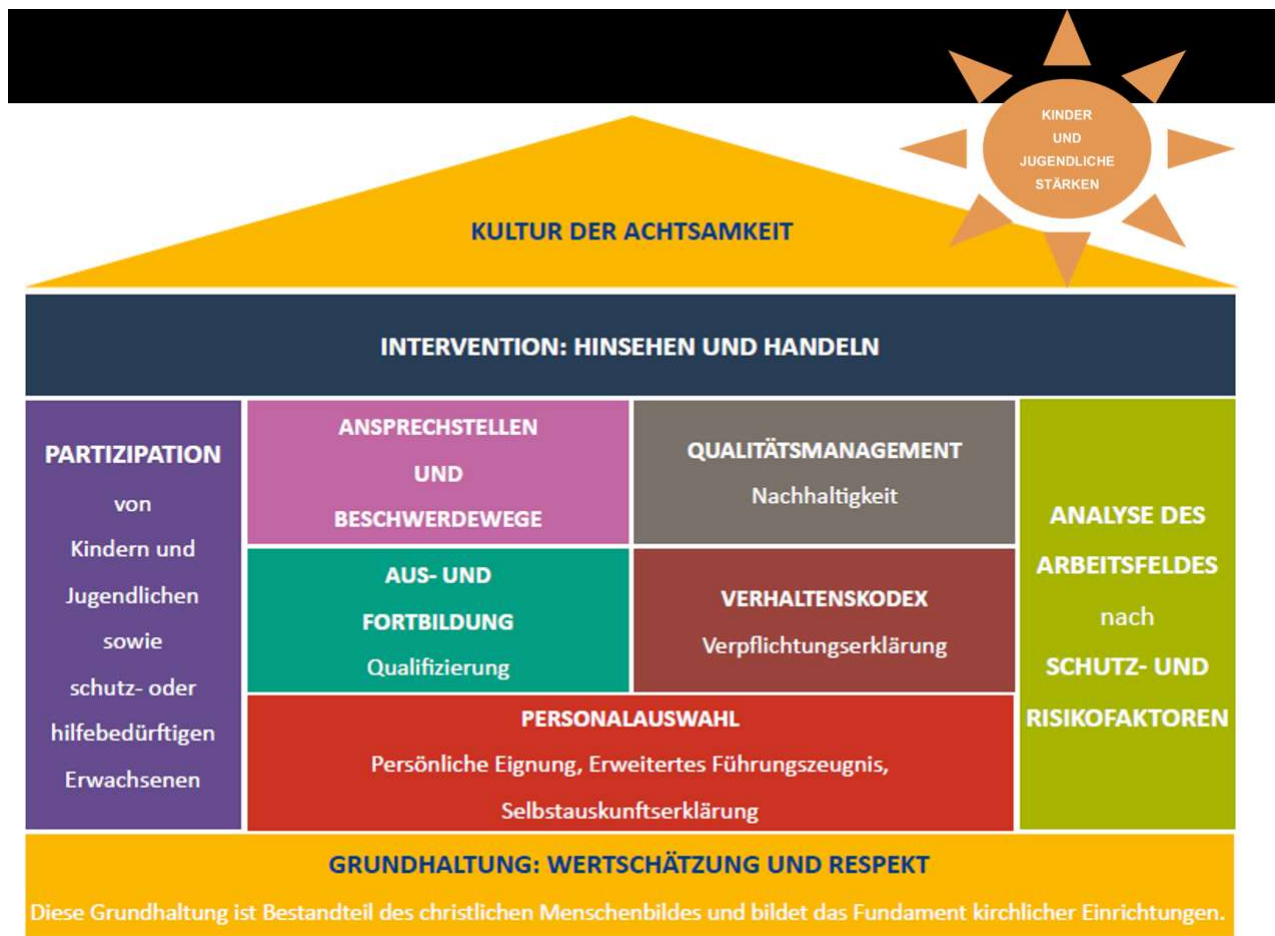 KINDER
UND
JUGENDLICHE
STÄRKEN
KULTUR DER ACHTSAMKEIT
INTERVENTION: HINSEHEN UND HANDELN
PARTIZIPATION
von
Kindern und
Jugendlichen
sowie
schutz- oder
hilfebedürftigen
Erwachsenen
ANSPRECHSTELLEN
UND
BESCHWERDEWEGE
QUALITÄTSMANAGEMENT
Nachhaltigkeit
AUS- UND
FORTBILDUNG
Qualifizierung
VERHALTENSKODEX
Verpflichtungserklärung
PERSONALAUSWAHL
Persönliche Eignung, Erweitertes Führungszeugnis,
Selbstauskunftserklärung
ANALYSE DES
ARBEITSFELDES
nach
SCHUTZ- UND
RISIKOFAKTOREN
GRUNDHALTUNG: WERTSCHÄTZUNG UND RESPEKT
Diese Grundhaltung ist Bestandteil des christlichen Menschenbildes und bildet das Fundament kirchlicher Einrichtungen.